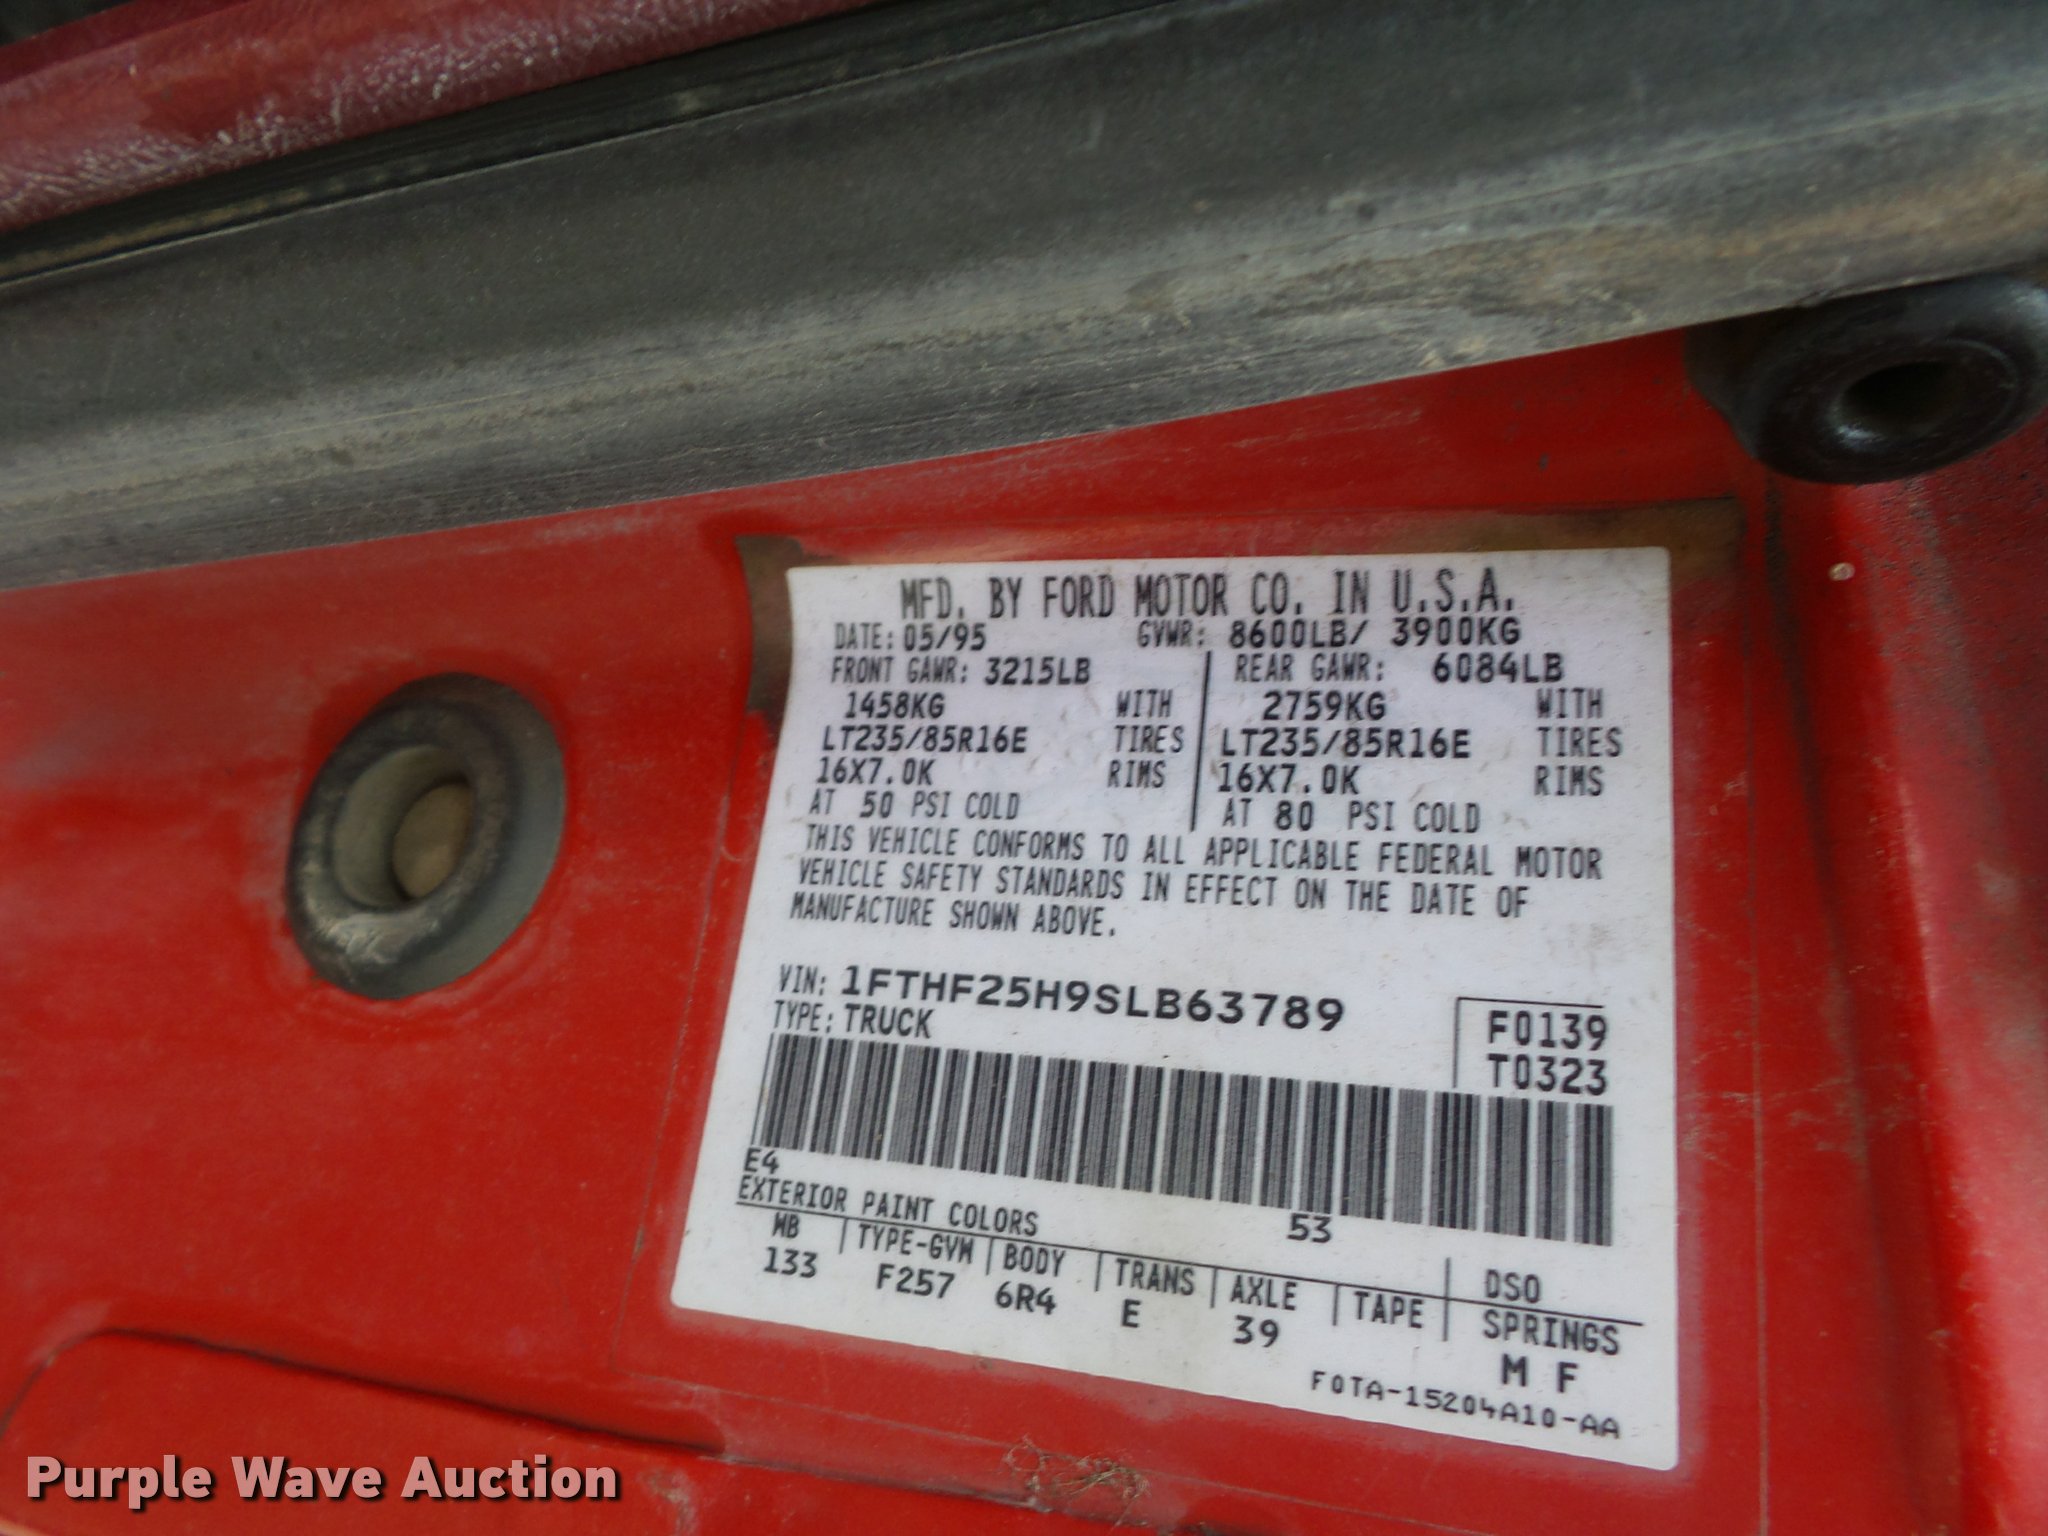 MFD. BY FORD MOTOR CO. IN U.S.A.
DATE: 05/95 GVWR: 8600LB/ 3900KG
FRONT GAWR: 3215LB REAR GAWR: 6084LB
1458KG WITH 2759KG WITH
LT235/85R16E TIRES LT235/85R16E TIRES
16X7.0K RIMS 16X7.0K RIMS
AT 50 PSI COLD AT 80 PSI COLD
THIS VEHICLE CONFORMS TO ALL APPLICABLE FEDERAL MOTOR
VEHICLE SAFETY STANDARDS IN EFFECT ON THE DATE OF
MANUFACTURE SHOWN ABOVE.
VIN: 1FTHF25H9SLB63789
F0139
TYPE: TRUCK
T0323
E4
EXTERIOR PAINT COLORS 53 DSO
WB TYPE-GVW BODY TRANS AXLE TAPE SPRINGS
133 F257 6R4 E 39 M F
F0TA-15204A10-AA
Purple Wave Auction